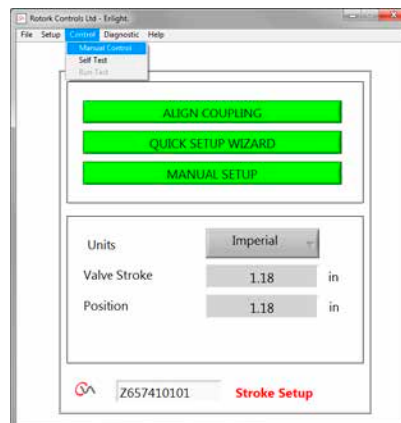 Rotork Controls Ltd - Enlight.
File Setup Control Diagnostic Help
Manual Control
Self Test
Run Test
ALIGN COUPLING
QUICK SETUP WIZARD
MANUAL SETUP
Units Imperial
Valve Stroke 1.18 in
Position 1.18 in
Z657410101 Stroke Setup